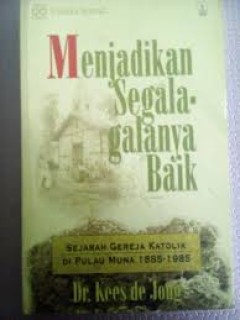 Menjadikan
Segala-
galanya
Baik
SEJARAH GEREJA KATOLIK
DI PULAU MUNA 1885-1985
Dr. Kees de Jong